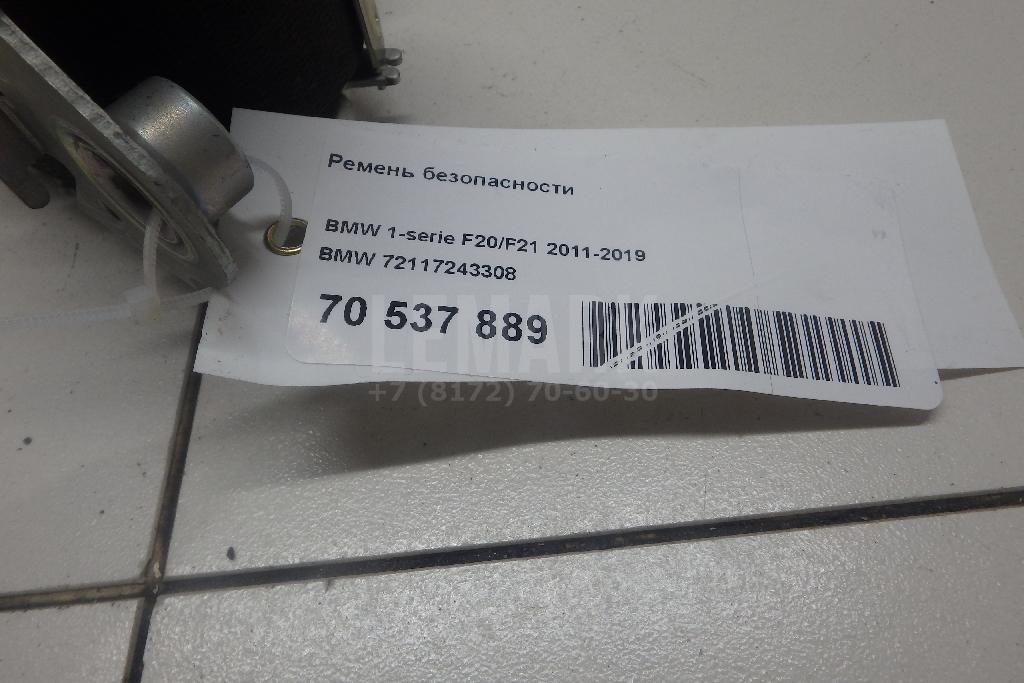 Ремень безопасности
BMW 1-serie F20/F21 2011-2019
BMW 72117243308
70 537 889
LEMARK
+7 (8172) 70-60-30